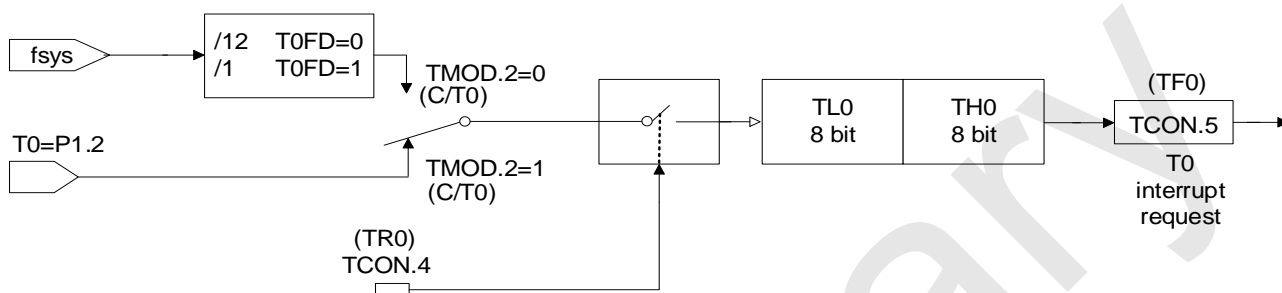 fsys
/12 T0FD=0
/1 T0FD=1
TMOD.2=0
(C/T0)
T0=P1.2
TMOD.2=1
(C/T0)
(TR0)
TCON.4
TL0
8 bit
TH0
8 bit
(TF0)
TCON.5
T0
interrupt
request